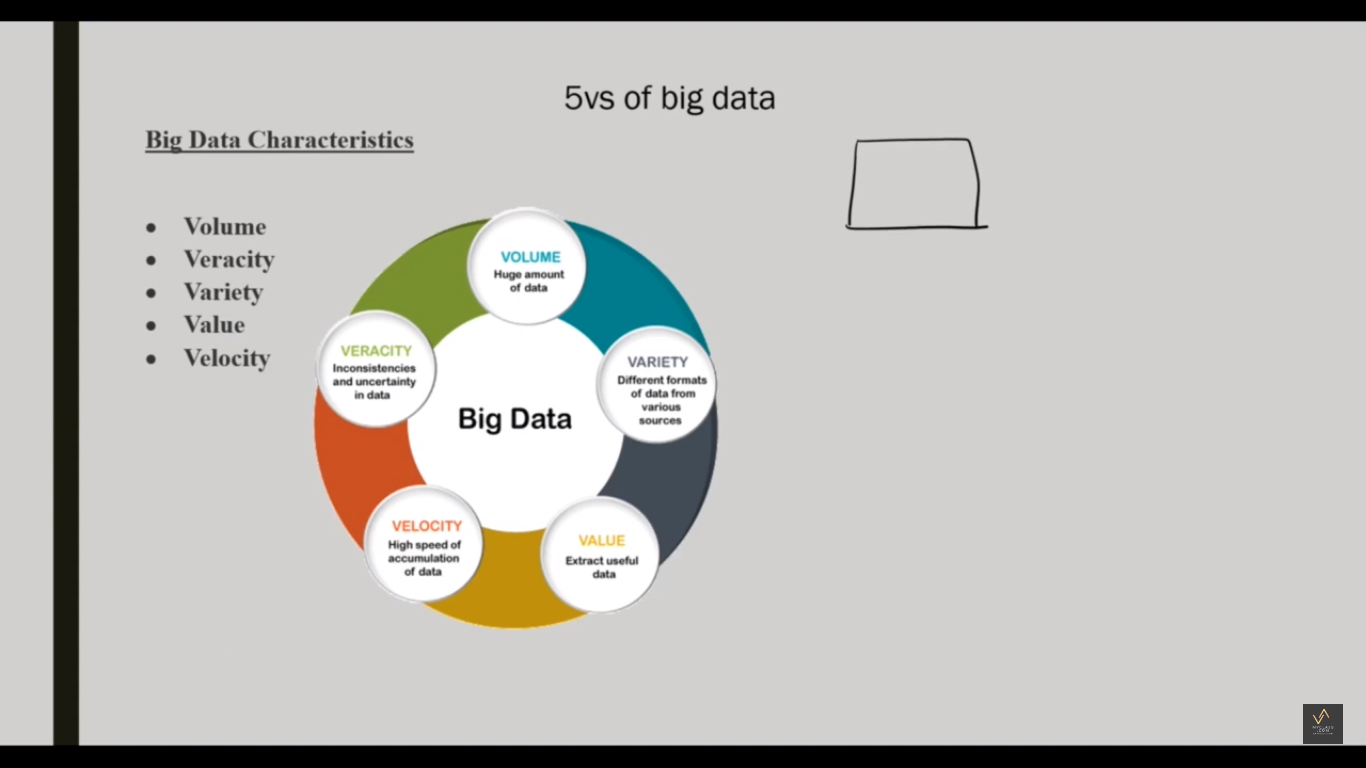 5vs of big data
Big Data Characteristics
• Volume
• Veracity
• Variety
• Value
• Velocity
VOLUME
Huge amount
of data
VARIETY
Different formats
of data from
various
sources
VALUE
Extract useful
data
VELOCITY
High speed of
accumulation
of data
VERACITY
Inconsistencies
and uncertainty
in data
Big Data